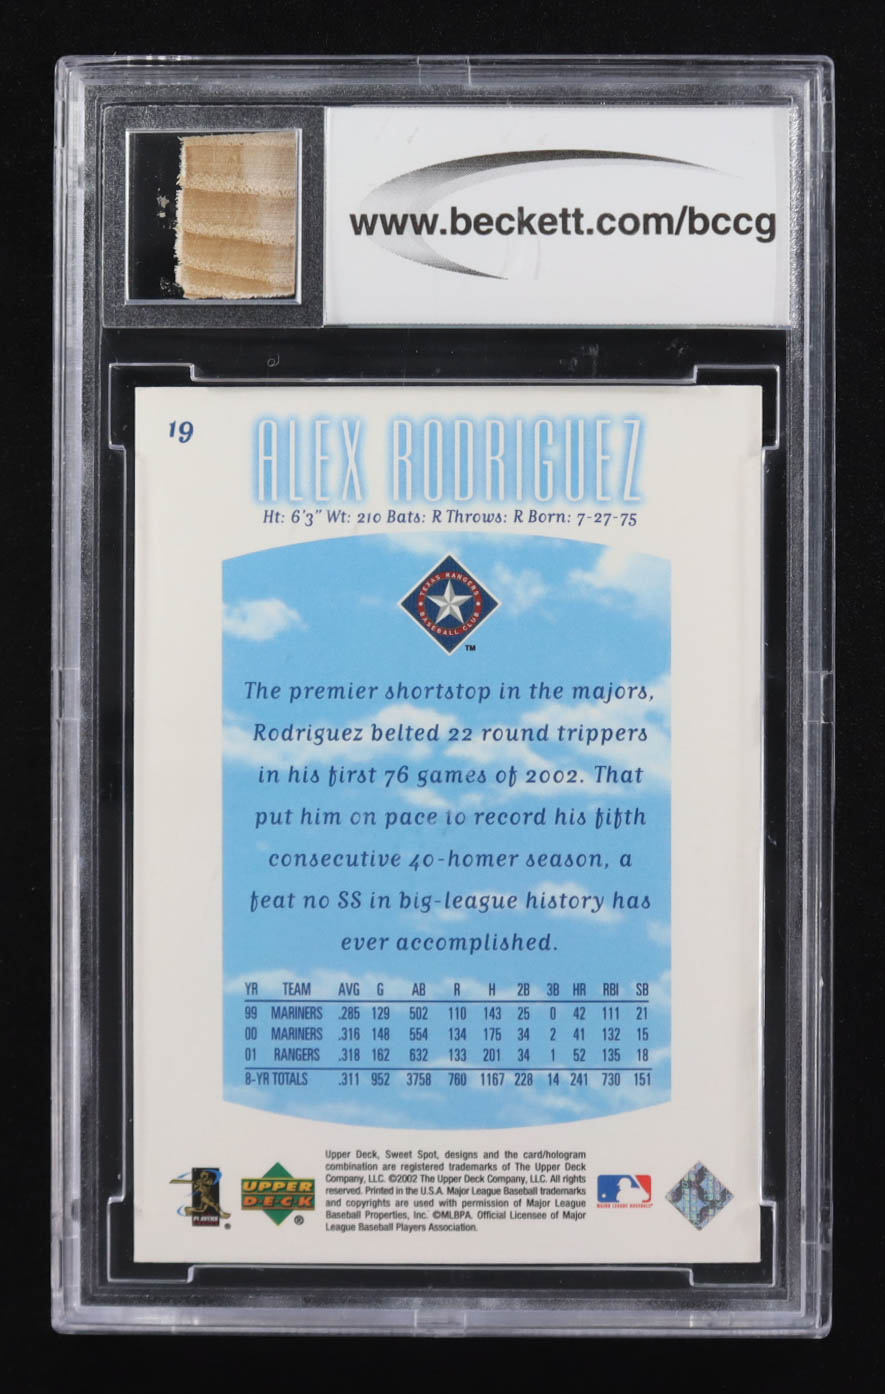 www.beckett.com/bccg
19
ALEX RODRIGUEZ
Ht: 6'3" Wt: 210 Bats: R Throws: R Born: 7-27-75
TEXAS RANGERS
BASEBALL CLUB
TM
The premier shortstop in the majors,
Rodriguez belted 22 round trippers
in his first 76 games of 2002. That
put him on pace to record his fifth
consecutive 40-homer season, a
feat no SS in big-league history has
ever accomplished.
YR TEAM AVG G AB R H 2B 3B HR RBI SB
99 MARINERS .285 129 502 110 143 25 0 42 111 21
00 MARINERS .316 148 554 134 175 34 2 41 132 15
01 RANGERS .318 162 632 133 201 34 1 52 135 18
8-YR TOTALS .311 952 3758 760 1167 228 14 241 730 151
Upper Deck, Sweet Spot, designs and the card/hologram
combination are registered trademarks of The Upper Deck
Company, LLC. ©2002 The Upper Deck Company, LLC. All rights
reserved. Printed in the U.S.A. Major League Baseball trademarks
and copyrights are used with permission of Major League
Baseball Properties, Inc. ©MLBPA. Official Licensee of Major
League Baseball Players Association.
PLAYERS
®
UPPER
DECK
®
MAJOR LEAGUE BASEBALL®